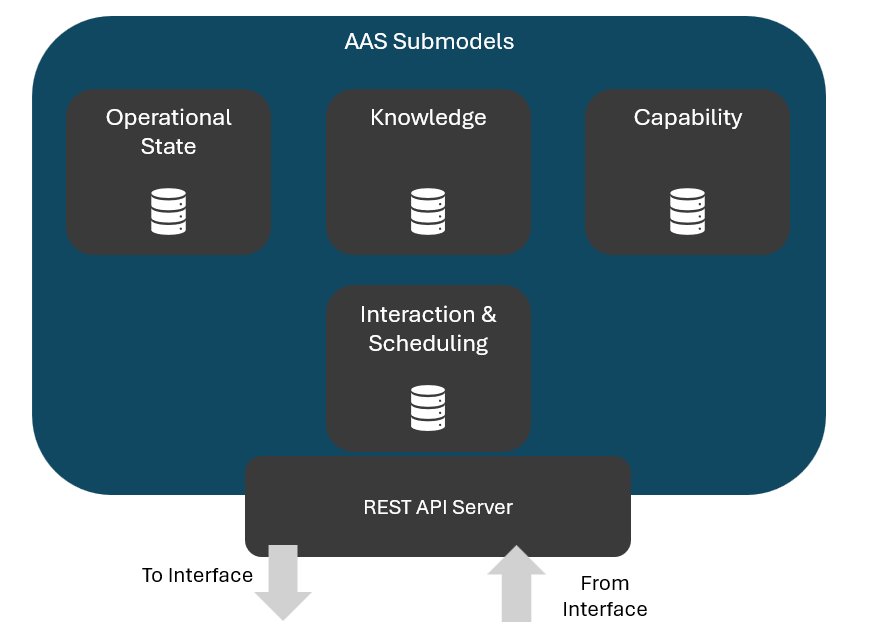 AAS Submodels
Operational
State
Knowledge
Capability
Interaction &
Scheduling
REST API Server
To Interface
From
Interface